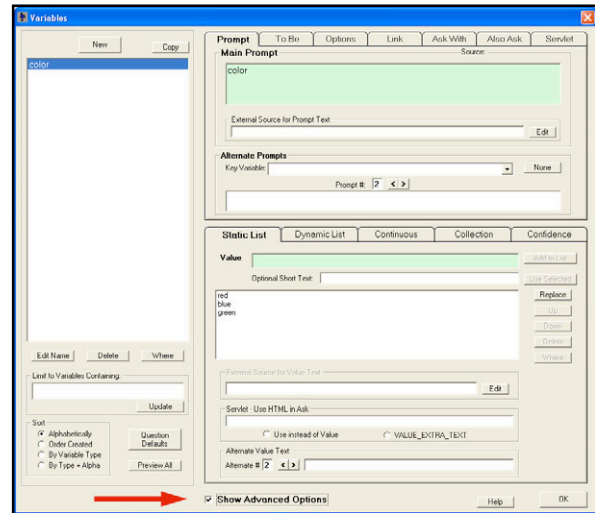 Variables
New Copy
color
Edit Name Delete Where
Limit to Variables Containing:
Update
Sort
Alphabetically
Order Created
By Variable Type
By Type + Alpha
Question Defaults
Preview All
Prompt To Be Options Link Ask With Also Ask Servlet
Main Prompt Source:
color
External Source for Prompt Text
Edit
Alternate Prompts
Key Variable: None
Prompt #: 2 < >
Static List Dynamic List Continuous Collection Confidence
Value Add to List
Optional Short Text: Use Selected
red
blue
green
Replace
Up
Down
Delete
Where
External Source for Value Text
Edit
Servlet - Use HTML in Ask
Use instead of Value VALUE_EXTRA_TEXT
Alternate Value Text
Alternate # 2 < >
Show Advanced Options Help OK